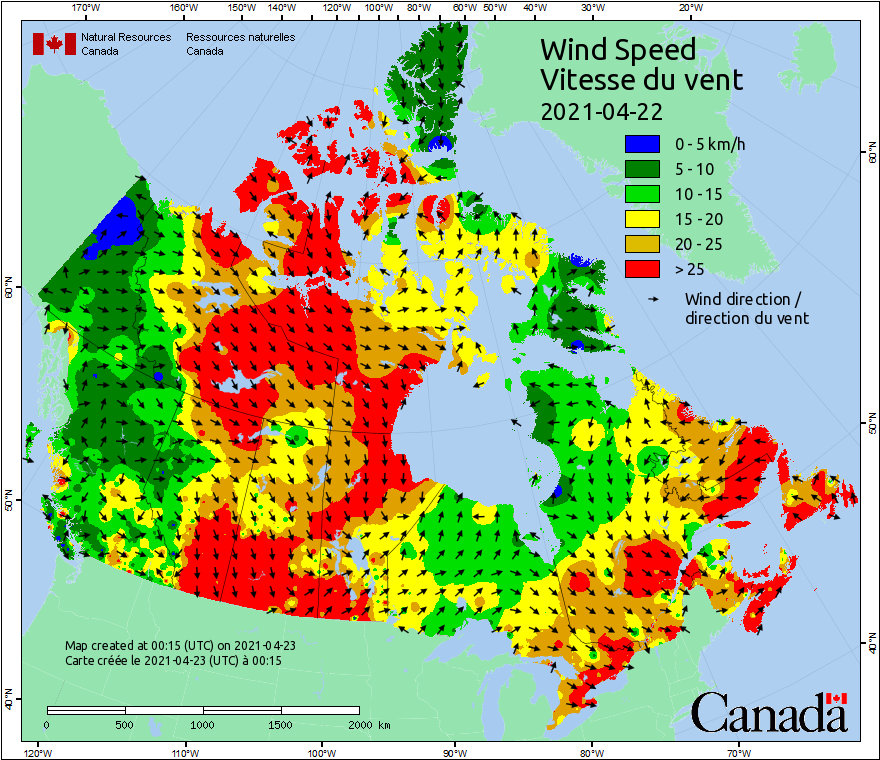 170°W 160°W 150°W 140°W 130°W 120°W 110°W 100°W 80°W 60°W 50°W 40°W 30°W 20°W
Natural Resources Ressources naturelles
Canada Canada
Wind Speed
Vitesse du vent
2021-04-22
0 - 5 km/h
5 - 10
10 - 15
15 - 20
20 - 25
> 25
Wind direction /
direction du vent
60°N
60°N
50°N
50°N
40°N
40°N
Map created at 00:15 (UTC) on 2021-04-23
Carte créée le 2021-04-23 (UTC) à 00:15
0 500 1000 1500 2000 km
Canada
120°W 110°W 100°W 90°W 80°W 70°W